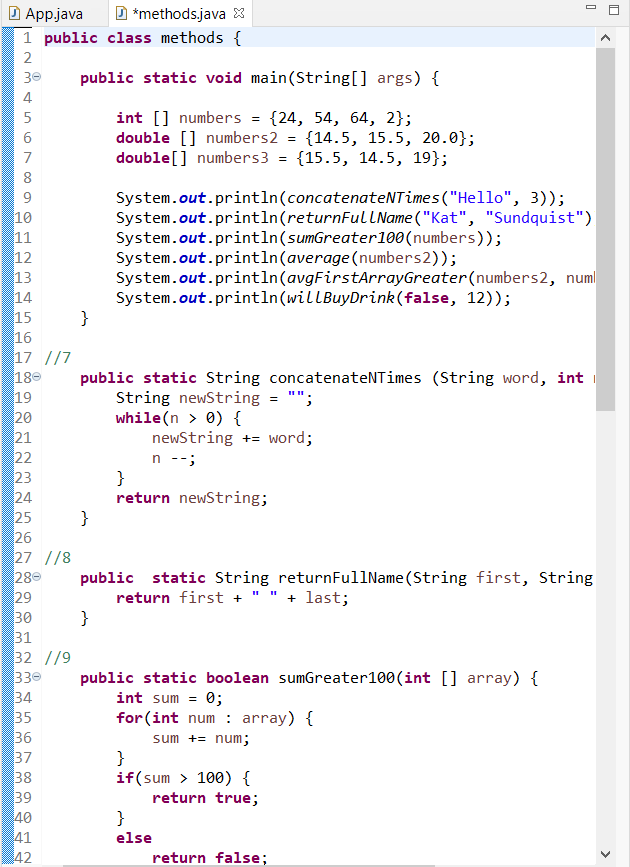 App.java *methods.java
1 public class methods {
2
3 public static void main(String[] args) {
4
5 int [] numbers = {24, 54, 64, 2};
6 double [] numbers2 = {14.5, 15.5, 20.0};
7 double[] numbers3 = {15.5, 14.5, 19};
8
9 System.out.println(concatenateNTimes("Hello", 3));
10 System.out.println(returnFullName("Kat", "Sundquist")
11 System.out.println(sumGreater100(numbers));
12 System.out.println(average(numbers2));
13 System.out.println(avgFirstArrayGreater(numbers2, num
14 System.out.println(willBuyDrink(false, 12));
15 }
16
17 //7
18 public static String concatenateNTimes (String word, int
19 String newString = "";
20 while(n > 0) {
21 newString += word;
22 n --;
23 }
24 return newString;
25 }
26
27 //8
28 public  static String returnFullName(String first, String
29 return first + " " + last;
30 }
31
32 //9
33 public static boolean sumGreater100(int [] array) {
34 int sum = 0;
35 for(int num : array) {
36 sum += num;
37 }
38 if(sum > 100) {
39 return true;
40 }
41 else
42 return false;